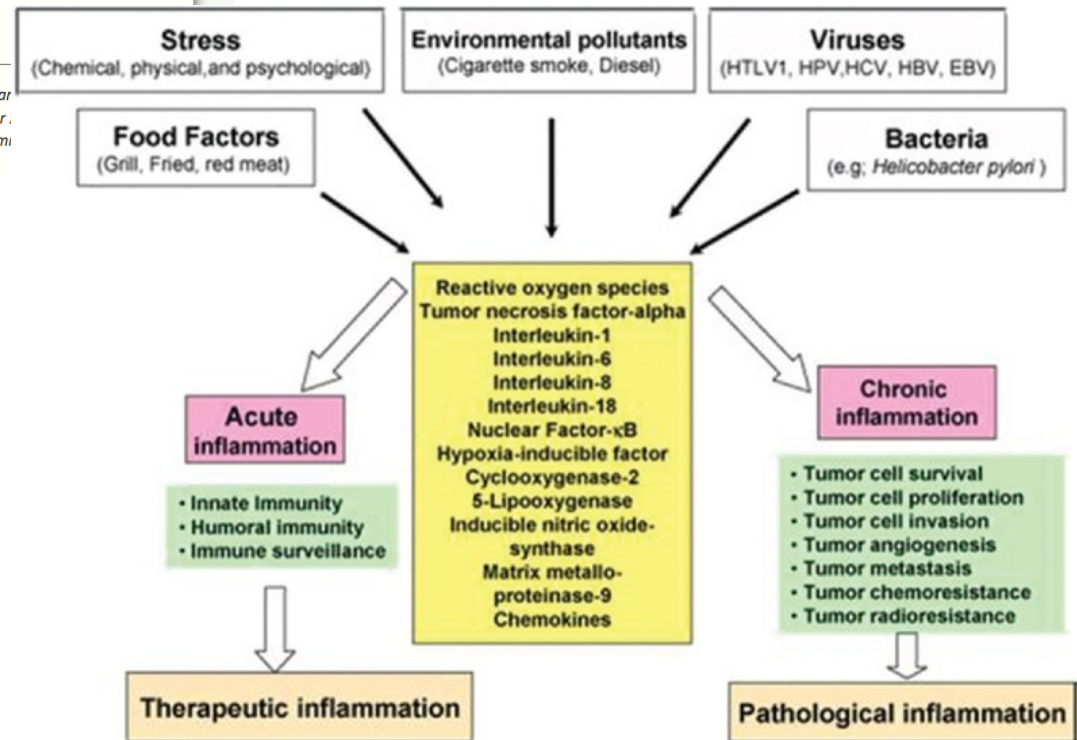 Stress
(Chemical, physical,and psychological)
Environmental pollutants
(Cigarette smoke, Diesel)
Viruses
(HTLV1, HPV,HCV, HBV, EBV)
Food Factors
(Grill, Fried, red meat)
Bacteria
(e.g; Helicobacter pylori )
Reactive oxygen species
Tumor necrosis factor-alpha
Interleukin-1
Interleukin-6
Interleukin-8
Interleukin-18
Nuclear Factor-κB
Hypoxia-inducible factor
Cyclooxygenase-2
5-Lipooxygenase
Inducible nitric oxide-
synthase
Matrix metallo-
proteinase-9
Chemokines
Acute
inflammation
• Innate Immunity
• Humoral immunity
• Immune surveillance
Therapeutic inflammation
Chronic
inflammation
• Tumor cell survival
• Tumor cell proliferation
• Tumor cell invasion
• Tumor angiogenesis
• Tumor metastasis
• Tumor chemoresistance
• Tumor radioresistance
Pathological inflammation